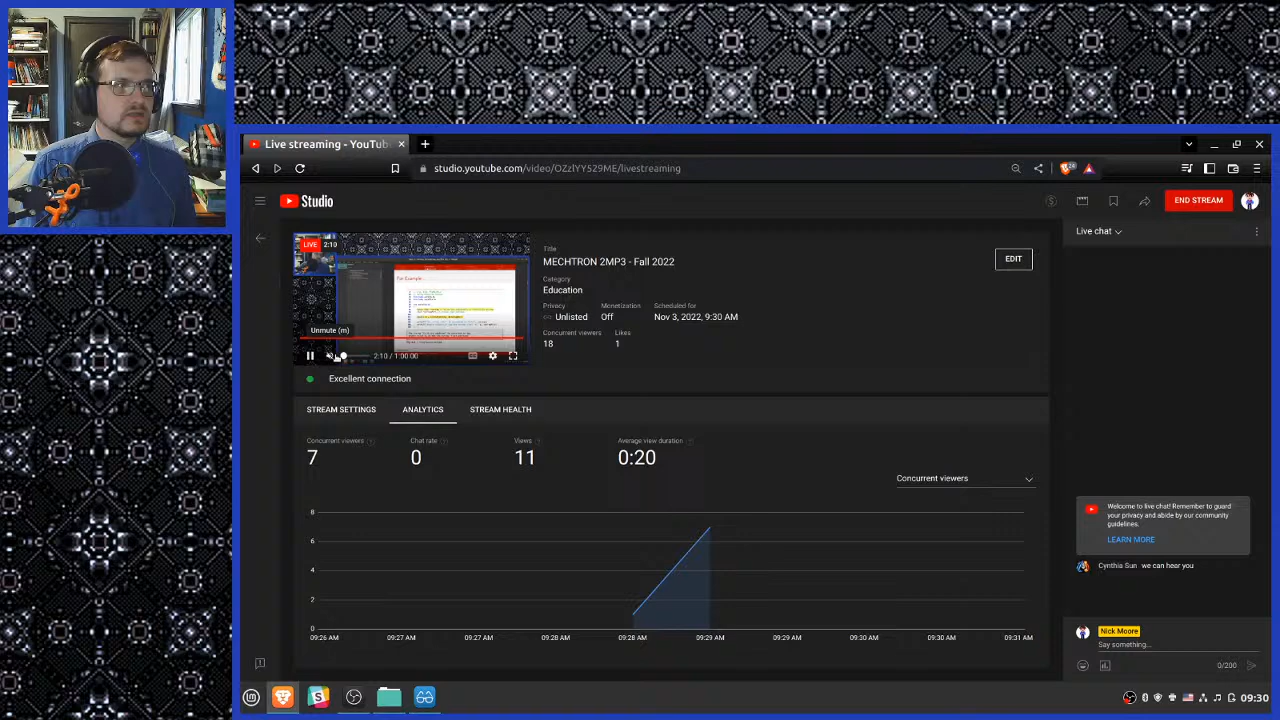 Live streaming - YouTub
studio.youtube.com/video/OZzlYY529ME/livestreaming
Studio
END STREAM
LIVE 2:10
For Example...
Unmute (m)
2:10 / 1:00:00
Title
MECHTRON 2MP3 - Fall 2022
EDIT
Category
Education
Privacy Monetization Scheduled for
Unlisted Off Nov 3, 2022, 9:30 AM
Concurrent viewers Likes
18 1
Excellent connection
STREAM SETTINGS ANALYTICS STREAM HEALTH
Concurrent viewers Chat rate Views Average view duration
7 0 11 0:20
Concurrent viewers
8
6
4
2
0
09:26 AM 09:27 AM 09:27 AM 09:28 AM 09:28 AM 09:29 AM 09:29 AM 09:30 AM 09:30 AM 09:31 AM
Live chat
Welcome to live chat! Remember to guard
your privacy and abide by our community
guidelines.
LEARN MORE
Cynthia Sun we can hear you
Nick Moore
Say something...
0/200
09:30